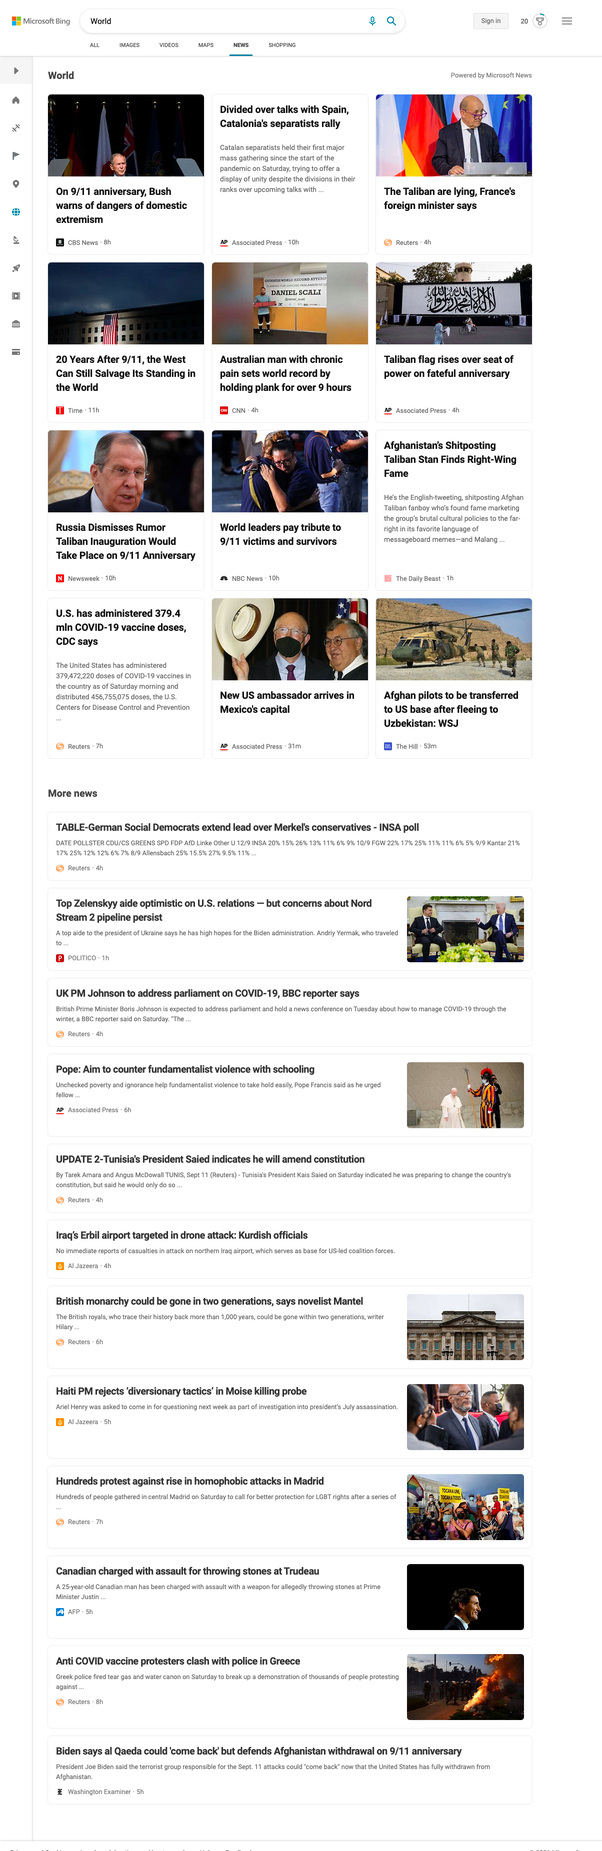 Microsoft Bing
World
Sign in
20
ALL
IMAGES
VIDEOS
MAPS
NEWS
SHOPPING
World
Powered by Microsoft News
On 9/11 anniversary, Bush
warns of dangers of domestic
extremism
CBS News · 8h
Divided over talks with Spain,
Catalonia's separatists rally
Catalan separatists held their first major
mass gathering since the start of the
pandemic on Saturday, trying to offer a
display of unity despite the divisions in their
ranks over upcoming talks with ...
AP Associated Press · 10h
The Taliban are lying, France's
foreign minister says
Reuters · 4h
20 Years After 9/11, the West
Can Still Salvage Its Standing in
the World
Time · 11h
DANIEL SCALI
Australian man with chronic
pain sets world record by
holding plank for over 9 hours
CNN · 4h
Taliban flag rises over seat of
power on fateful anniversary
AP Associated Press · 4h
Russia Dismisses Rumor
Taliban Inauguration Would
Take Place on 9/11 Anniversary
N Newsweek · 10h
World leaders pay tribute to
9/11 victims and survivors
NBC News · 10h
Afghanistan's Shitposting
Taliban Stan Finds Right-Wing
Fame
He's the English-tweeting, shitposting Afghan
Taliban fanboy who's found fame marketing
the group's brutal cultural policies to the far-
right in its favorite language of
messageboard memes—and Malang ...
The Daily Beast · 1h
U.S. has administered 379.4
mln COVID-19 vaccine doses,
CDC says
The United States has administered
379,472,220 doses of COVID-19 vaccines in
the country as of Saturday morning and
distributed 456,755,075 doses, the U.S.
Centers for Disease Control and Prevention
...
Reuters · 7h
New US ambassador arrives in
Mexico's capital
AP Associated Press · 31m
Afghan pilots to be transferred
to US base after fleeing to
Uzbekistan: WSJ
The Hill · 53m
More news
TABLE-German Social Democrats extend lead over Merkel's conservatives - INSA poll
DATE POLLSTER CDU/CS GREENS SPD FDP AfD Linke Other U 12/9 INSA 20% 15% 26% 13% 11% 6% 9% 10/9 FGW 22% 17% 25% 11% 11% 6% 5% 9/9 Kantar 21%
17% 25% 12% 12% 6% 7% 8/9 Allensbach 25% 15.5% 27% 9.5% 11% ...
Reuters · 4h
Top Zelenskyy aide optimistic on U.S. relations — but concerns about Nord
Stream 2 pipeline persist
A top aide to the president of Ukraine says he has high hopes for the Biden administration. Andriy Yermak, who traveled
to ...
P POLITICO · 1h
UK PM Johnson to address parliament on COVID-19, BBC reporter says
British Prime Minister Boris Johnson is expected to address parliament and hold a news conference on Tuesday about how to manage COVID-19 through the
winter, a BBC reporter said on Saturday. "The ...
Reuters · 4h
Pope: Aim to counter fundamentalist violence with schooling
Unchecked poverty and ignorance help fundamentalist violence to take hold easily, Pope Francis said as he urged
fellow ...
AP Associated Press · 6h
UPDATE 2-Tunisia's President Saied indicates he will amend constitution
By Tarek Amara and Angus McDowall TUNIS, Sept 11 (Reuters) - Tunisia's President Kais Saied on Saturday indicated he was preparing to change the country's
constitution, but said he would only do so ...
Reuters · 4h
Iraq's Erbil airport targeted in drone attack: Kurdish officials
No immediate reports of casualties in attack on northern Iraq airport, which serves as base for US-led coalition forces.
Al Jazeera · 4h
British monarchy could be gone in two generations, says novelist Mantel
The British royals, who trace their history back more than 1,000 years, could be gone within two generations, writer
Hilary ...
Reuters · 6h
Haiti PM rejects 'diversionary tactics' in Moise killing probe
Ariel Henry was asked to come in for questioning next week as part of investigation into president's July assassination.
Al Jazeera · 5h
Hundreds protest against rise in homophobic attacks in Madrid
Hundreds of people gathered in central Madrid on Saturday to call for better protection for LGBT rights after a series of
...
Reuters · 7h
Canadian charged with assault for throwing stones at Trudeau
A 25-year-old Canadian man has been charged with assault with a weapon for allegedly throwing stones at Prime
Minister Justin ...
AFP · 5h
Anti COVID vaccine protesters clash with police in Greece
Greek police fired tear gas and water canon on Saturday to break up a demonstration of thousands of people protesting
against ...
Reuters · 8h
Biden says al Qaeda could 'come back' but defends Afghanistan withdrawal on 9/11 anniversary
President Joe Biden said the terrorist group responsible for the Sept. 11 attacks could "come back" now that the United States has fully withdrawn from
Afghanistan.
Washington Examiner · 5h